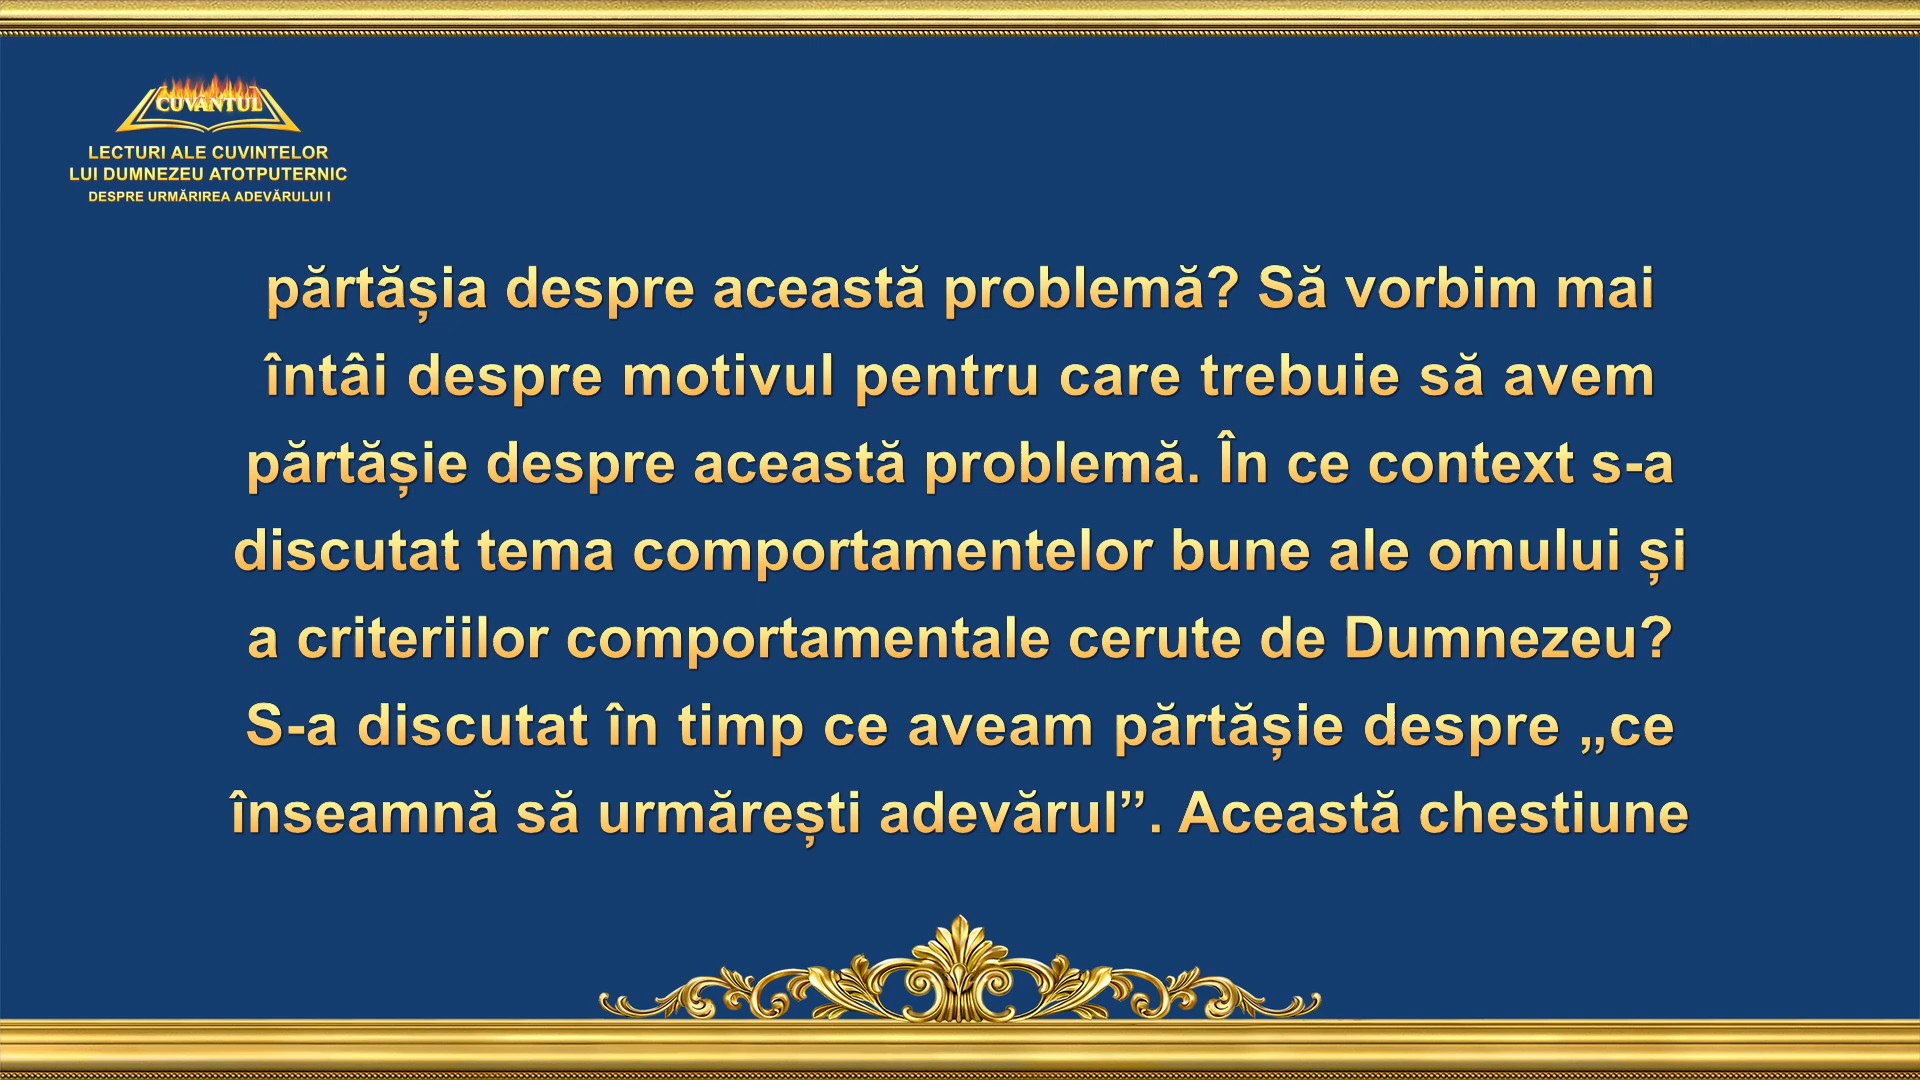 CUVÂNTUL
LECTURI ALE CUVINTELOR
LUI DUMNEZEU ATOTPUTERNIC
DESPRE URMĂRIREA ADEVĂRULUI I
părtășia despre această problemă? Să vorbim mai
întâi despre motivul pentru care trebuie să avem
părtășie despre această problemă. În ce context s-a
discutat tema comportamentelor bune ale omului și
a criteriilor comportamentale cerute de Dumnezeu?
S-a discutat în timp ce aveam părtășie despre „ce
înseamnă să urmărești adevărul”. Această chestiune